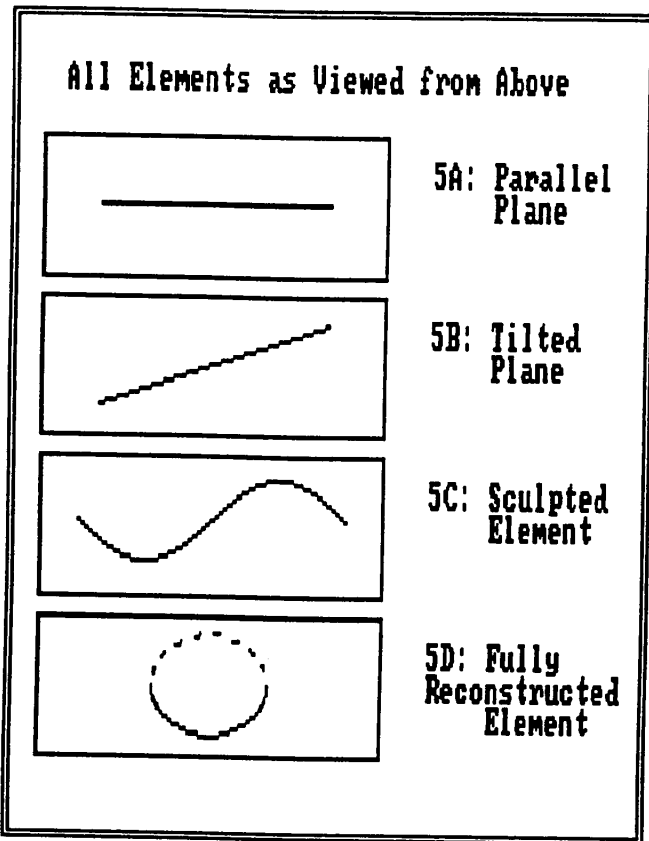 All Elements as Viewed from Above
5A: Parallel
Plane
5B: Tilted
Plane
5C: Sculpted
Element
5D: Fully
Reconstructed
Element